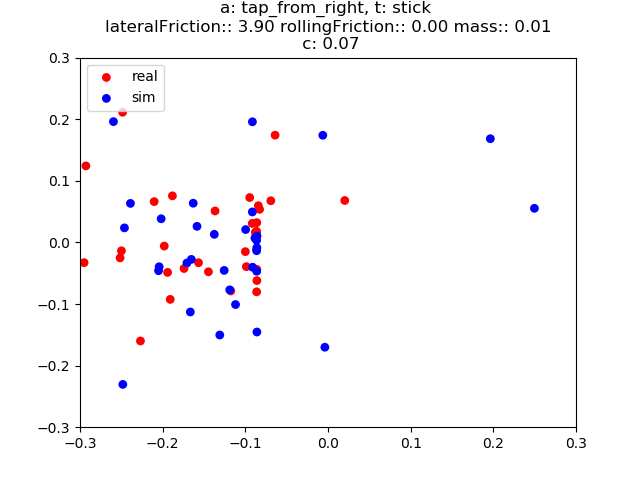 a: tap_from_right, t: stick
lateralFriction:: 3.90 rollingFriction:: 0.00 mass:: 0.01
c: 0.07
real
sim
0.3
0.2
0.1
0.0
−0.1
−0.2
−0.3
−0.3
−0.2
−0.1
0.0
0.1
0.2
0.3